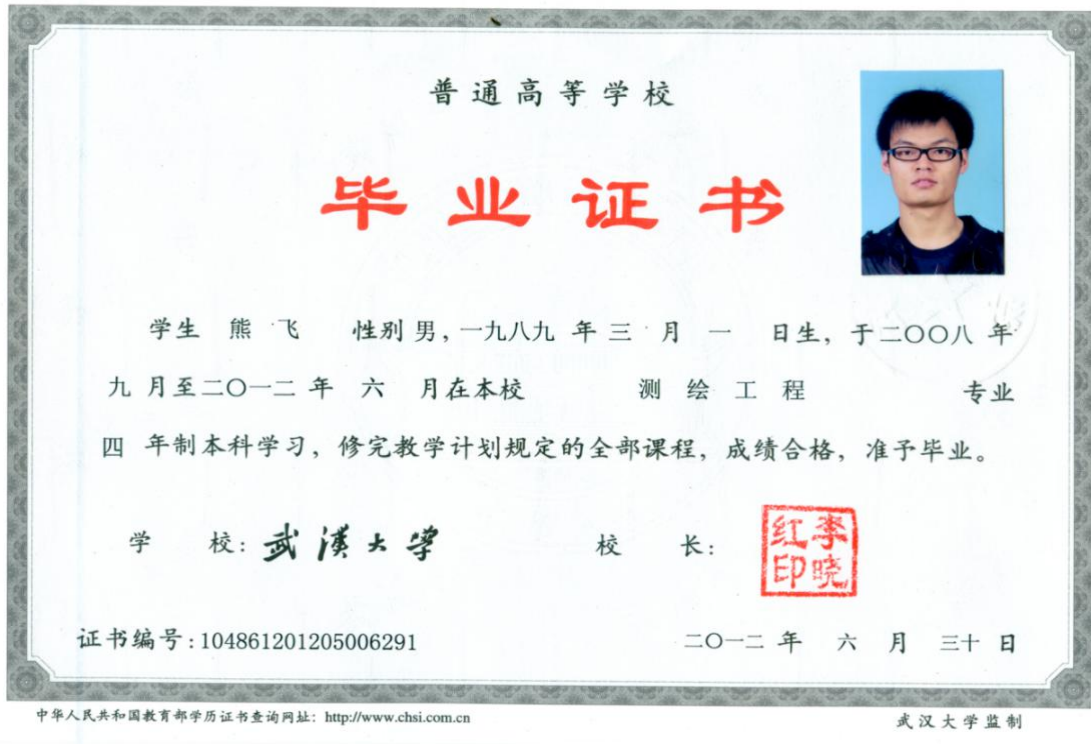 普通高等学校
毕业证书
学生 熊飞 性别 男，一九八九 年 三 月 一 日生，于二〇〇八 年
九 月至二〇一二 年 六 月在本校 测绘工程 专业
四 年制本科学习，修完教学计划规定的全部课程，成绩合格，准予毕业。
学 校：武漢大学 校 长：李晓红印
证书编号：104861201205006291 二〇一二 年 六 月 三十 日
中华人民共和国教育部学历证书查询网址：http://www.chsi.com.cn 武汉大学监制